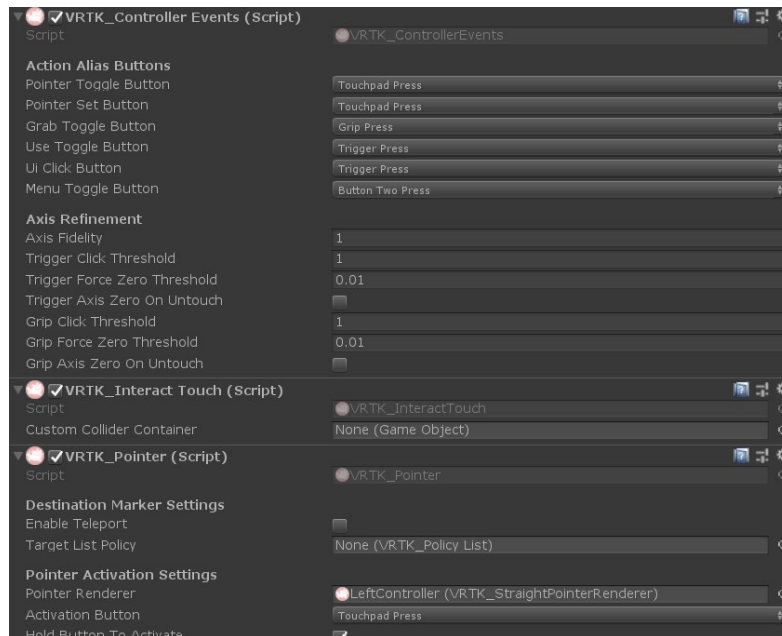 VRTK_Controller Events (Script)
Script VRTK_ControllerEvents
Action Alias Buttons
Pointer Toggle Button Touchpad Press
Pointer Set Button Touchpad Press
Grab Toggle Button Grip Press
Use Toggle Button Trigger Press
Ui Click Button Trigger Press
Menu Toggle Button Button Two Press
Axis Refinement
Axis Fidelity 1
Trigger Click Threshold 1
Trigger Force Zero Threshold 0.01
Trigger Axis Zero On Untouch
Grip Click Threshold 1
Grip Force Zero Threshold 0.01
Grip Axis Zero On Untouch
VRTK_Interact Touch (Script)
Script VRTK_InteractTouch
Custom Collider Container None (Game Object)
VRTK_Pointer (Script)
Script VRTK_Pointer
Destination Marker Settings
Enable Teleport
Target List Policy None (VRTK_Policy List)
Pointer Activation Settings
Pointer Renderer LeftController (VRTK_StraightPointerRenderer)
Activation Button Touchpad Press
Hold Button To Activate